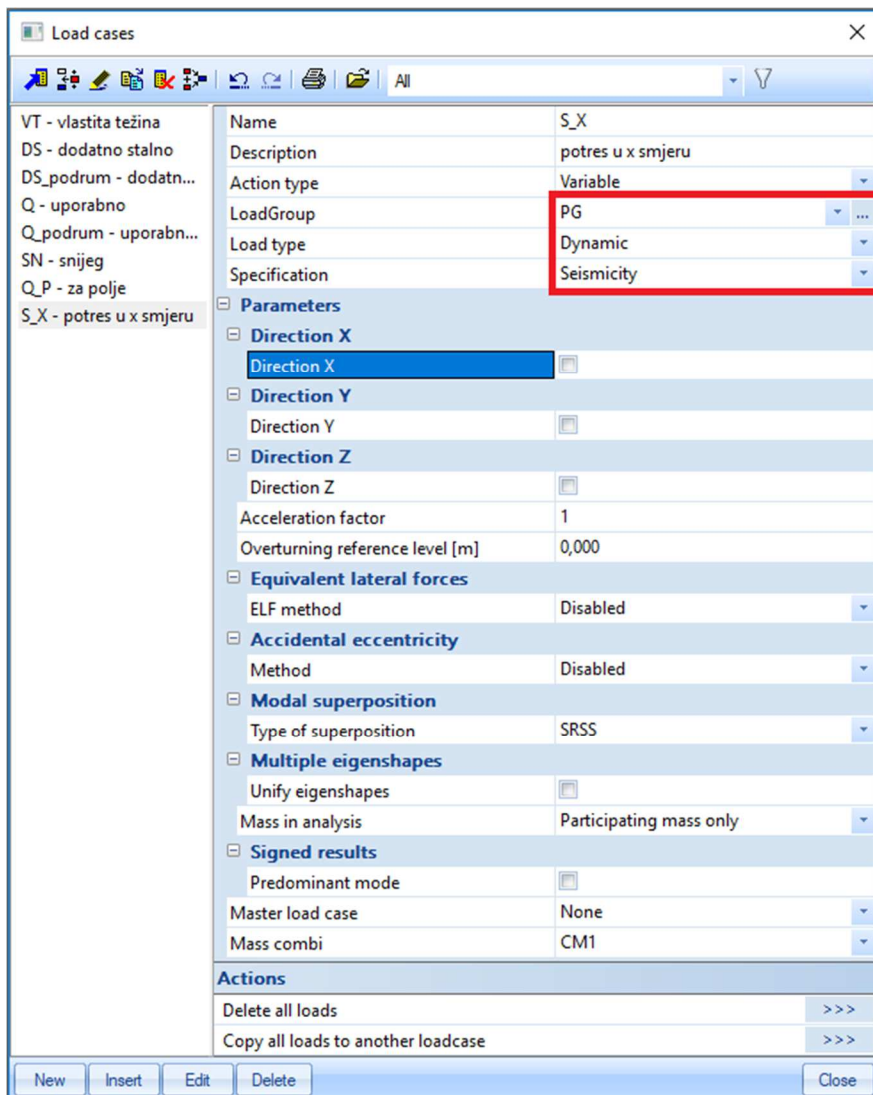 Load cases
All
VT - vlastita težina
DS - dodatno stalno
DS_podrum - dodatn...
Q - uporabno
Q_podrum - uporabn...
SN - snijeg
Q_P - za polje
S_X - potres u x smjeru
Name S_X
Description potres u x smjeru
Action type Variable
LoadGroup PG ...
Load type Dynamic
Specification Seismicity
Parameters
Direction X
Direction X
Direction Y
Direction Y
Direction Z
Direction Z
Acceleration factor 1
Overturning reference level [m] 0,000
Equivalent lateral forces
ELF method Disabled
Accidental eccentricity
Method Disabled
Modal superposition
Type of superposition SRSS
Multiple eigenshapes
Unify eigenshapes
Mass in analysis Participating mass only
Signed results
Predominant mode
Master load case None
Mass combi CM1
Actions
Delete all loads >>>
Copy all loads to another loadcase >>>
New Insert Edit Delete Close